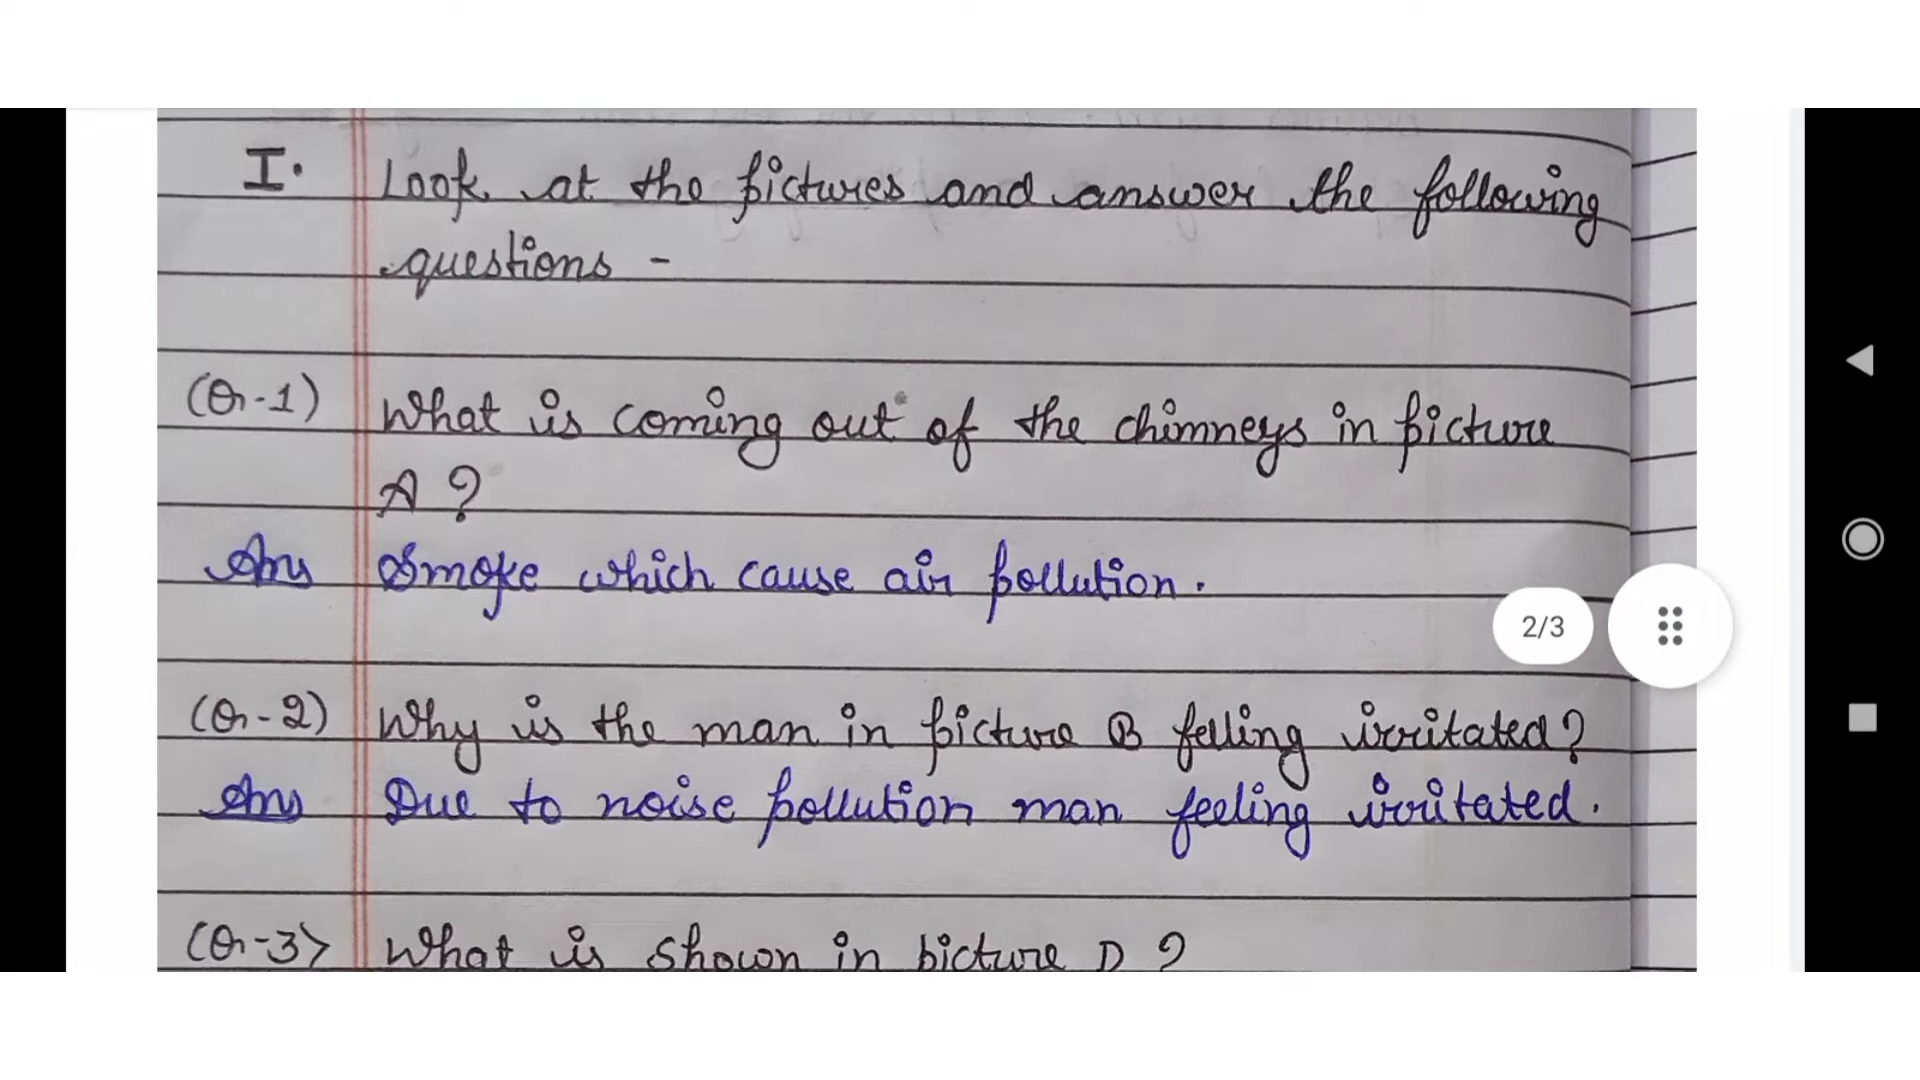 I. Look at the pictures and answer the following
questions -
(Q-1) What is coming out of the chimneys in picture
A ?
Ans Smoke which cause air pollution.
2/3
(Q-2) Why is the man in picture B felling irritated?
Ans Due to noise pollution man feeling irritated.
(Q-3) What is shown in picture D ?